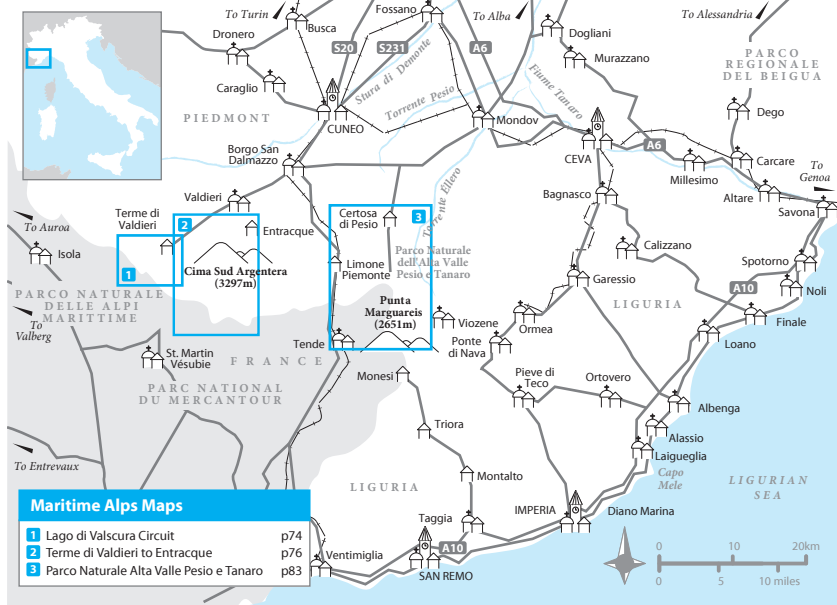 To Turin
Fossano
To Alba
To Alessandria
Busca
Dogliani
Dronero
S20
S231
A6
Murazzano
PARCO
REGIONALE
DEL BEIGUA
Stura di Demonte
Fiume Tanaro
Caraglio
Torrente Pesio
PIEDMONT
CUNEO
Mondov
Dego
CEVA
A6
Borgo San
Dalmazzo
Carcare
Millesimo
To
Genoa
Torrente Ellero
Valdieri
Bagnasco
Altare
Savona
To Auroa
Terme di
Valdieri
2
Entracque
Certosa
di Pesio
3
Isola
1
Cima Sud Argentera
(3297m)
Limone
Piemonte
Parco Naturale
dell'Alta Valle
Pesio e Tanaro
Calizzano
Spotorno
Garessio
A10
Noli
PARCO NATURALE
DELLE ALPI
MARITTIME
Punta
Marguareis
(2651m)
LIGURIA
To
Valberg
Viozene
Ormea
Finale
Tende
Ponte
di Nava
Loano
St. Martin
Vésubie
FRANCE
Monesi
Pieve di
Teco
Ortovero
PARC NATIONAL
DU MERCANTOUR
Albenga
Triora
Alassio
Laigueglia
To Entrevaux
Montalto
Capo
Mele
LIGURIAN
SEA
LIGURIA
Maritime Alps Maps
IMPERIA
Diano Marina
Taggia
1 Lago di Valscura Circuit p74
2 Terme di Valdieri to Entracque p76
3 Parco Naturale Alta Valle Pesio e Tanaro p83
A10
Ventimiglia
SAN REMO
0 10 20km
0 5 10 miles